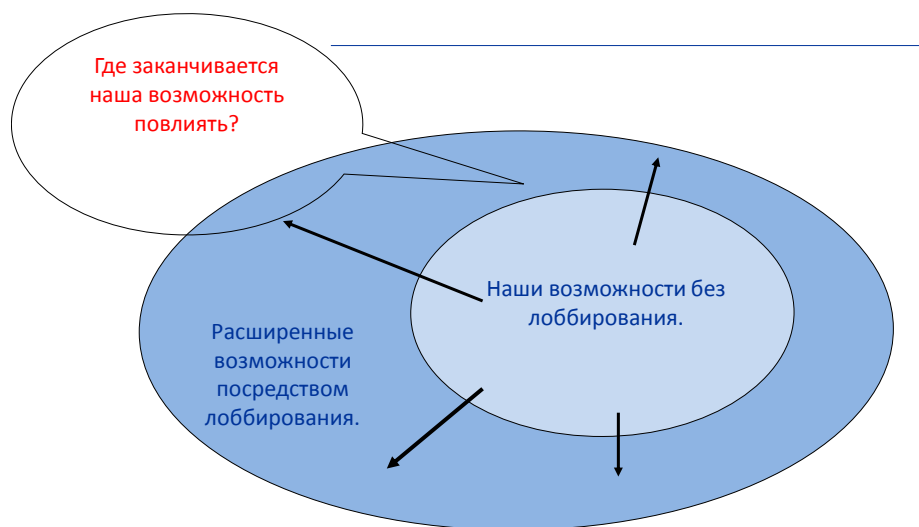 Где заканчивается
наша возможность
повлиять?
Наши возможности без
лоббирования.
Расширенные
возможности
посредством
лоббирования.